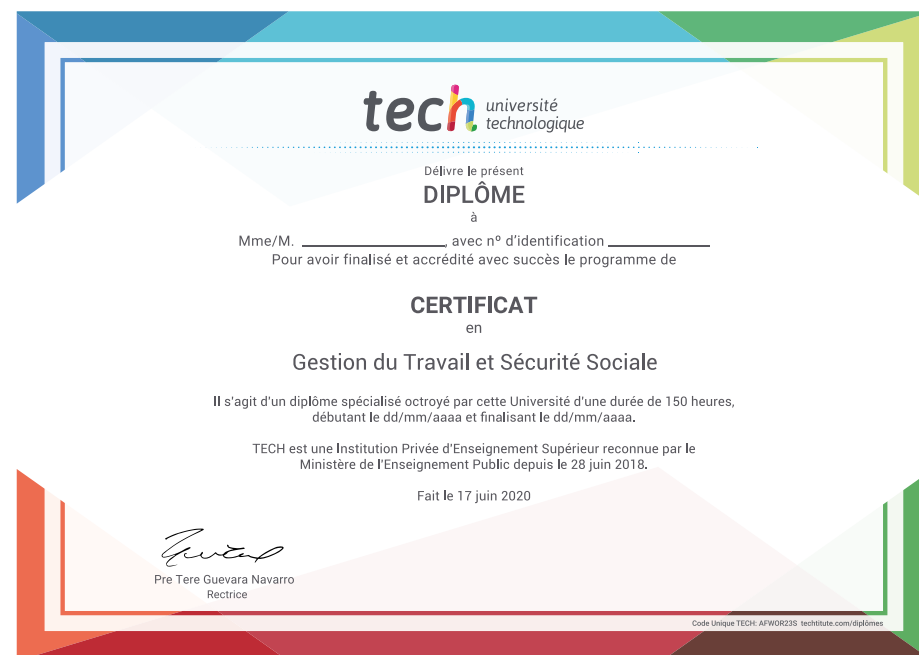 tech université
technologique
Délivre le présent
DIPLÔME
à
Mme/M. ____________________, avec nº d'identification ______________
Pour avoir finalisé et accrédité avec succès le programme de
CERTIFICAT
en
Gestion du Travail et Sécurité Sociale
Il s'agit d'un diplôme spécialisé octroyé par cette Université d'une durée de 150 heures,
débutant le dd/mm/aaaa et finalisant le dd/mm/aaaa.
TECH est une Institution Privée d'Enseignement Supérieur reconnue par le
Ministère de l'Enseignement Public depuis le 28 juin 2018.
Fait le 17 juin 2020
Pre Tere Guevara Navarro
Rectrice
Code Unique TECH: AFWOR23S techtitute.com/diplômes